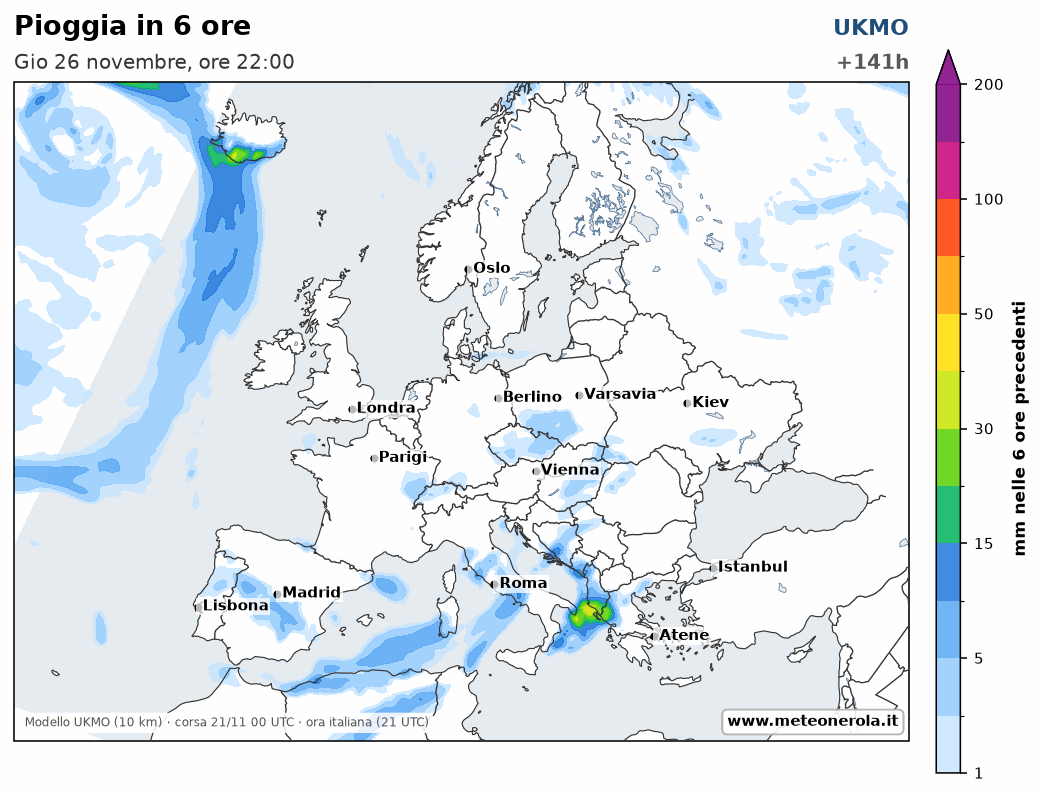 Pioggia in 6 ore
UKMO
Gio 26 novembre, ore 22:00
+141h
200
100
50
30
15
5
1
mm nelle 6 ore precedenti
Oslo
Londra
Berlino
Varsavia
Kiev
Parigi
Vienna
Istanbul
Roma
Madrid
Lisbona
Atene
Modello UKMO (10 km) · corsa 21/11 00 UTC · ora italiana (21 UTC)
www.meteonerola.it